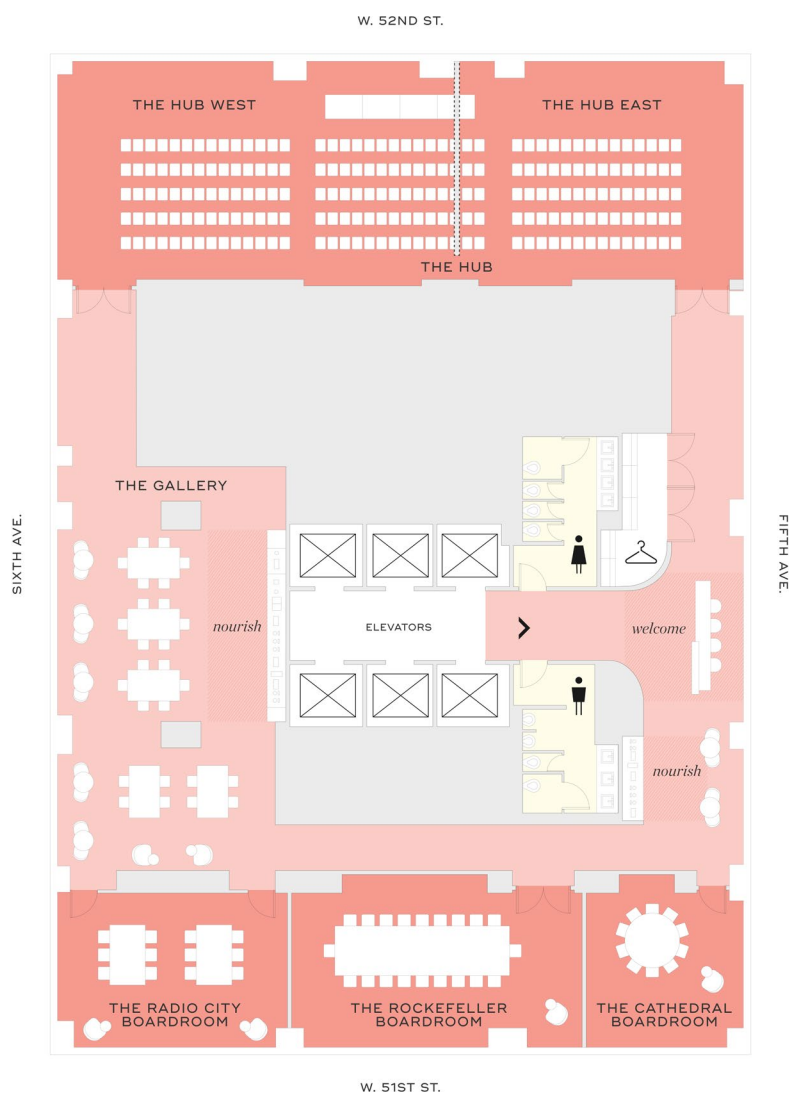 W. 52ND ST.
THE HUB WEST
THE HUB EAST
THE HUB
THE GALLERY
SIXTH AVE.
FIFTH AVE.
nourish
ELEVATORS
welcome
nourish
THE RADIO CITY
BOARDROOM
THE ROCKEFELLER
BOARDROOM
THE CATHEDRAL
BOARDROOM
W. 51ST ST.